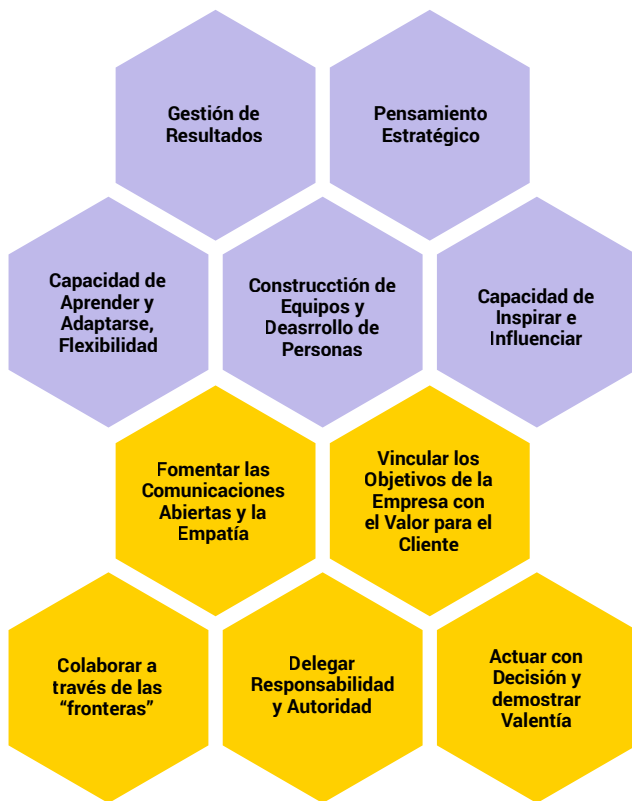 Gestión de
Resultados
Pensamiento
Estratégico
Capacidad de
Aprender y
Adaptarse,
Flexibilidad
Construcctión de
Equipos y
Deasrrollo de
Personas
Capacidad de
Inspirar e
Influenciar
Fomentar las
Comunicaciones
Abiertas y la
Empatía
Vincular los
Objetivos de la
Empresa con
el Valor para el
Cliente
Colaborar a
través de las
“fronteras”
Delegar
Responsabilidad
y Autoridad
Actuar con
Decisión y
demostrar
Valentía